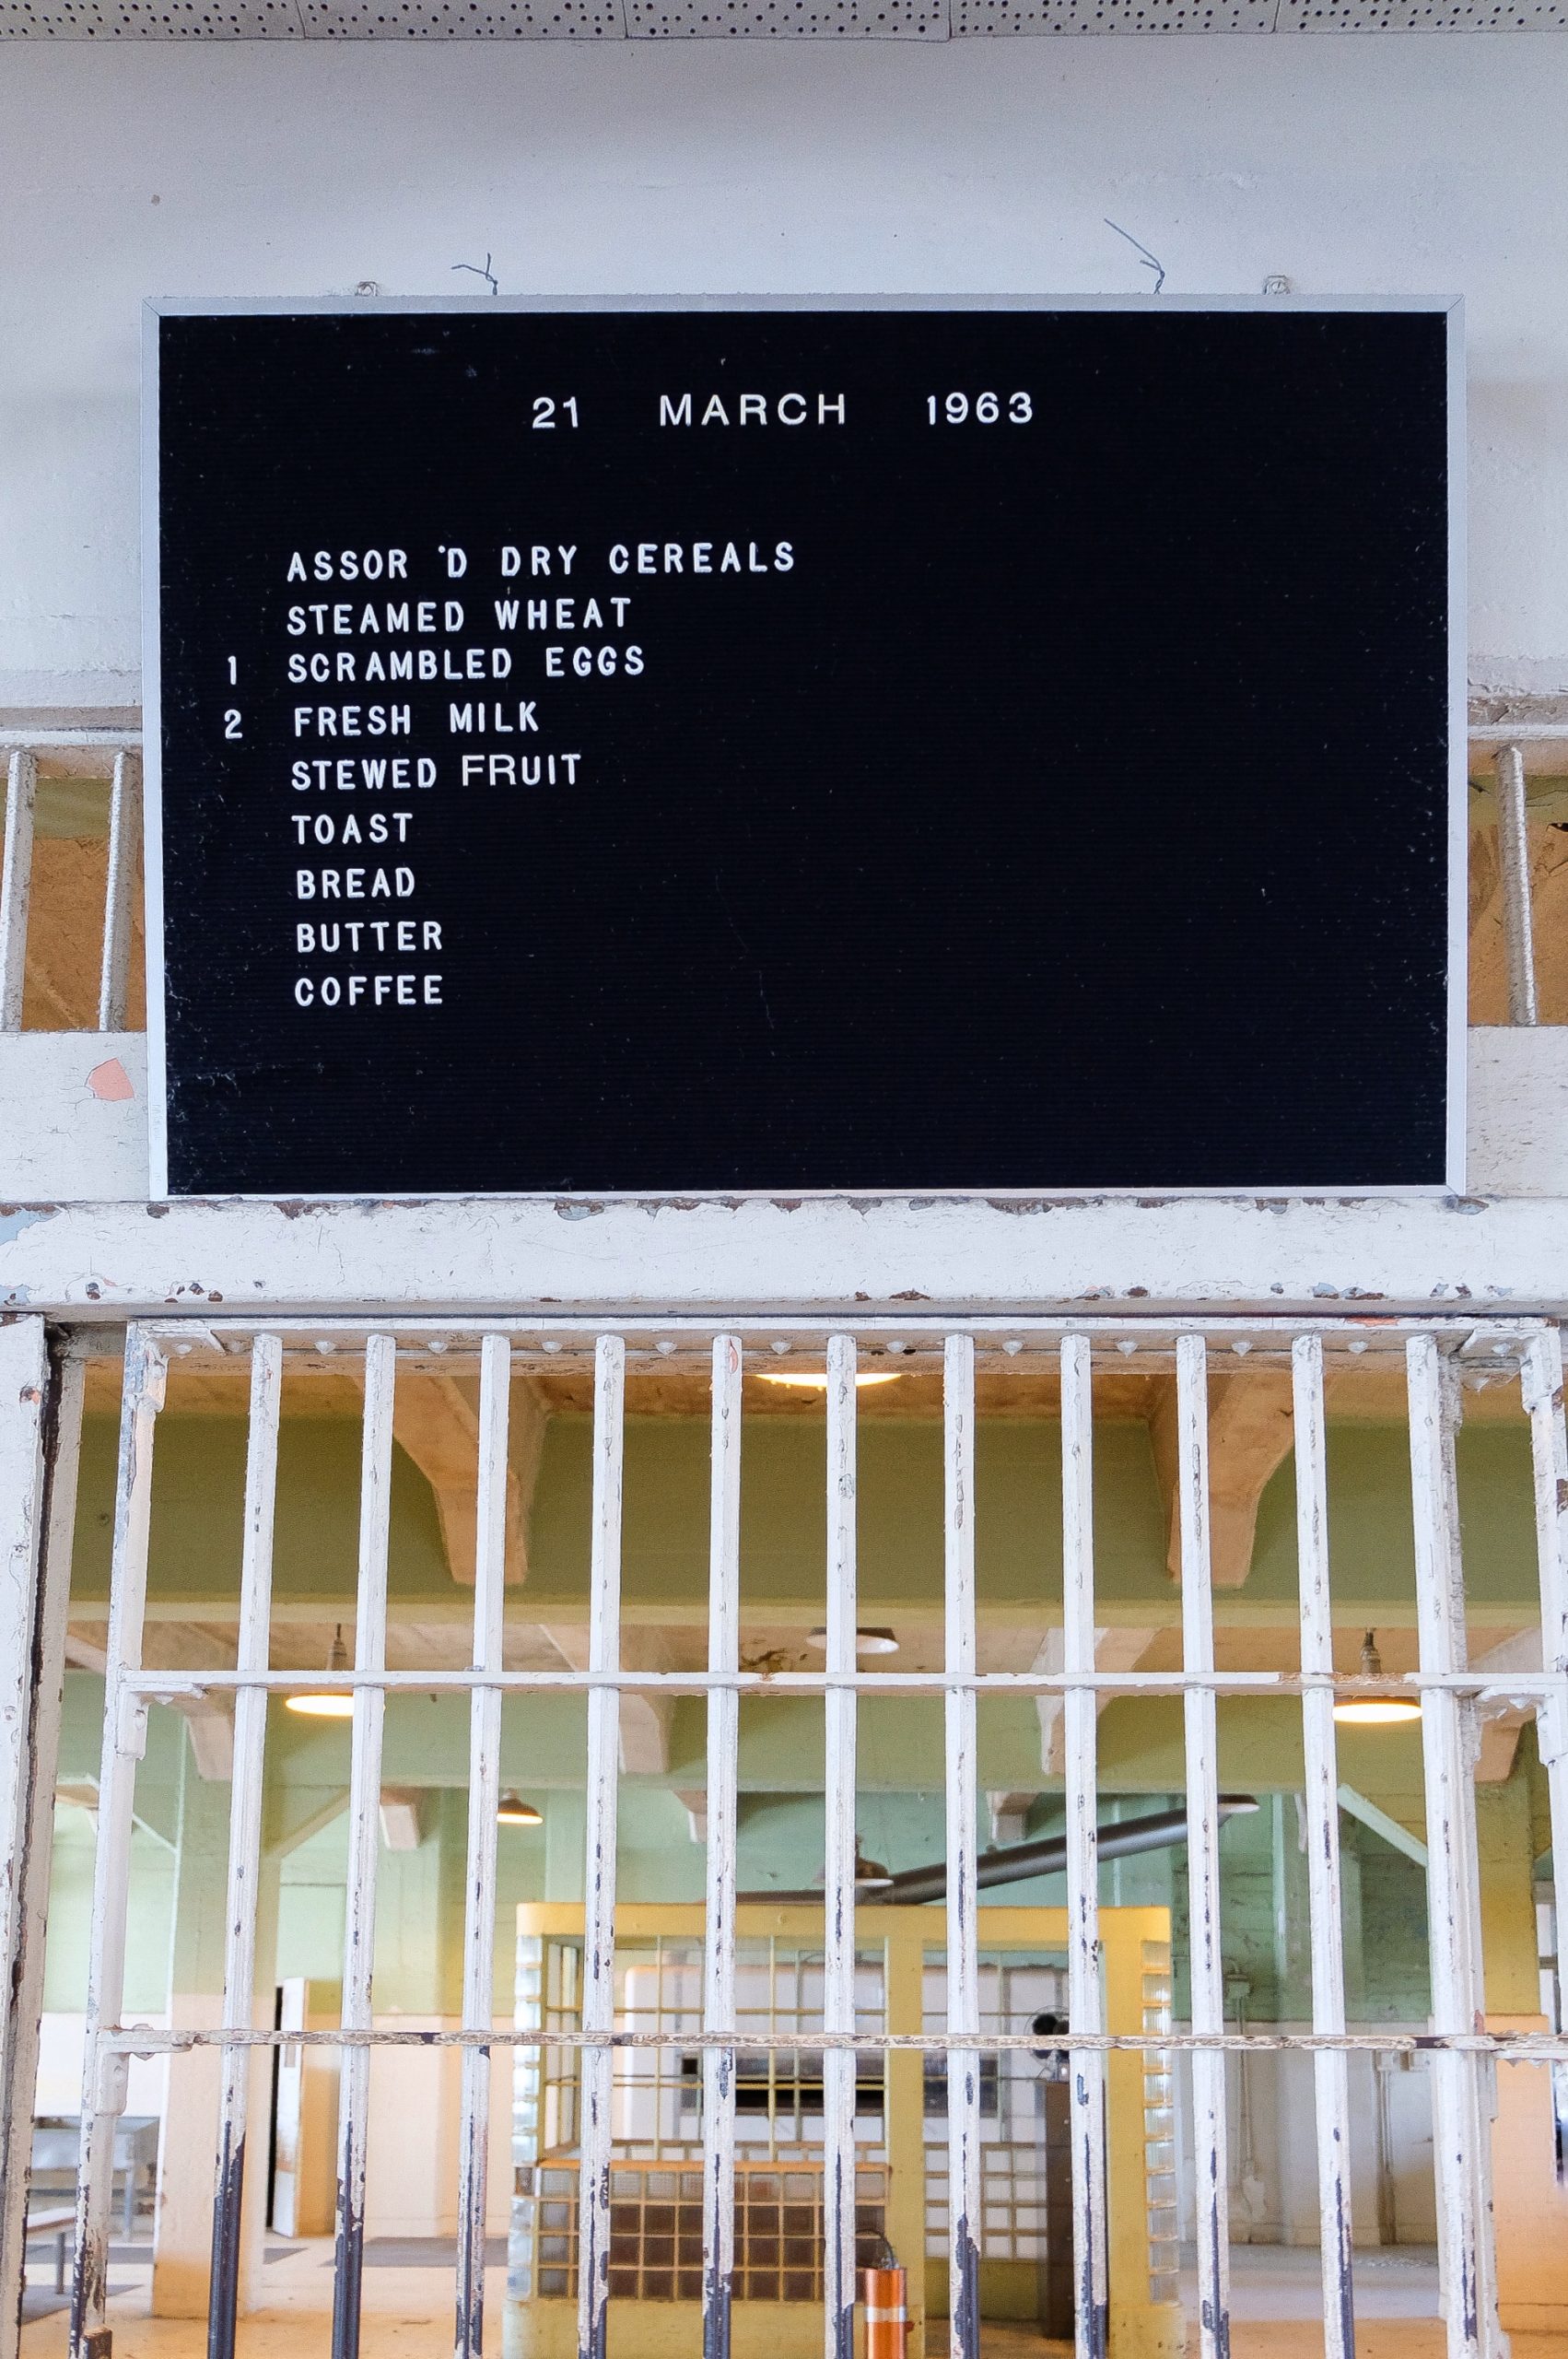 21 MARCH 1963
ASSOR 'D DRY CEREALS
STEAMED WHEAT
1 SCRAMBLED EGGS
2 FRESH MILK
STEWED FRUIT
TOAST
BREAD
BUTTER
COFFEE